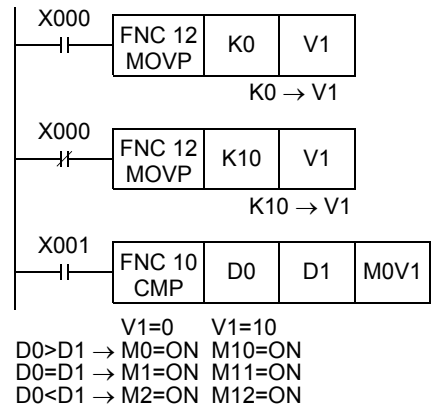 X000
FNC 12
MOVP
K0
V1
K0 → V1
X000
FNC 12
MOVP
K10
V1
K10 → V1
X001
FNC 10
CMP
D0
D1
M0V1
V1=0 V1=10
D0>D1 → M0=ON M10=ON
D0=D1 → M1=ON M11=ON
D0<D1 → M2=ON M12=ON